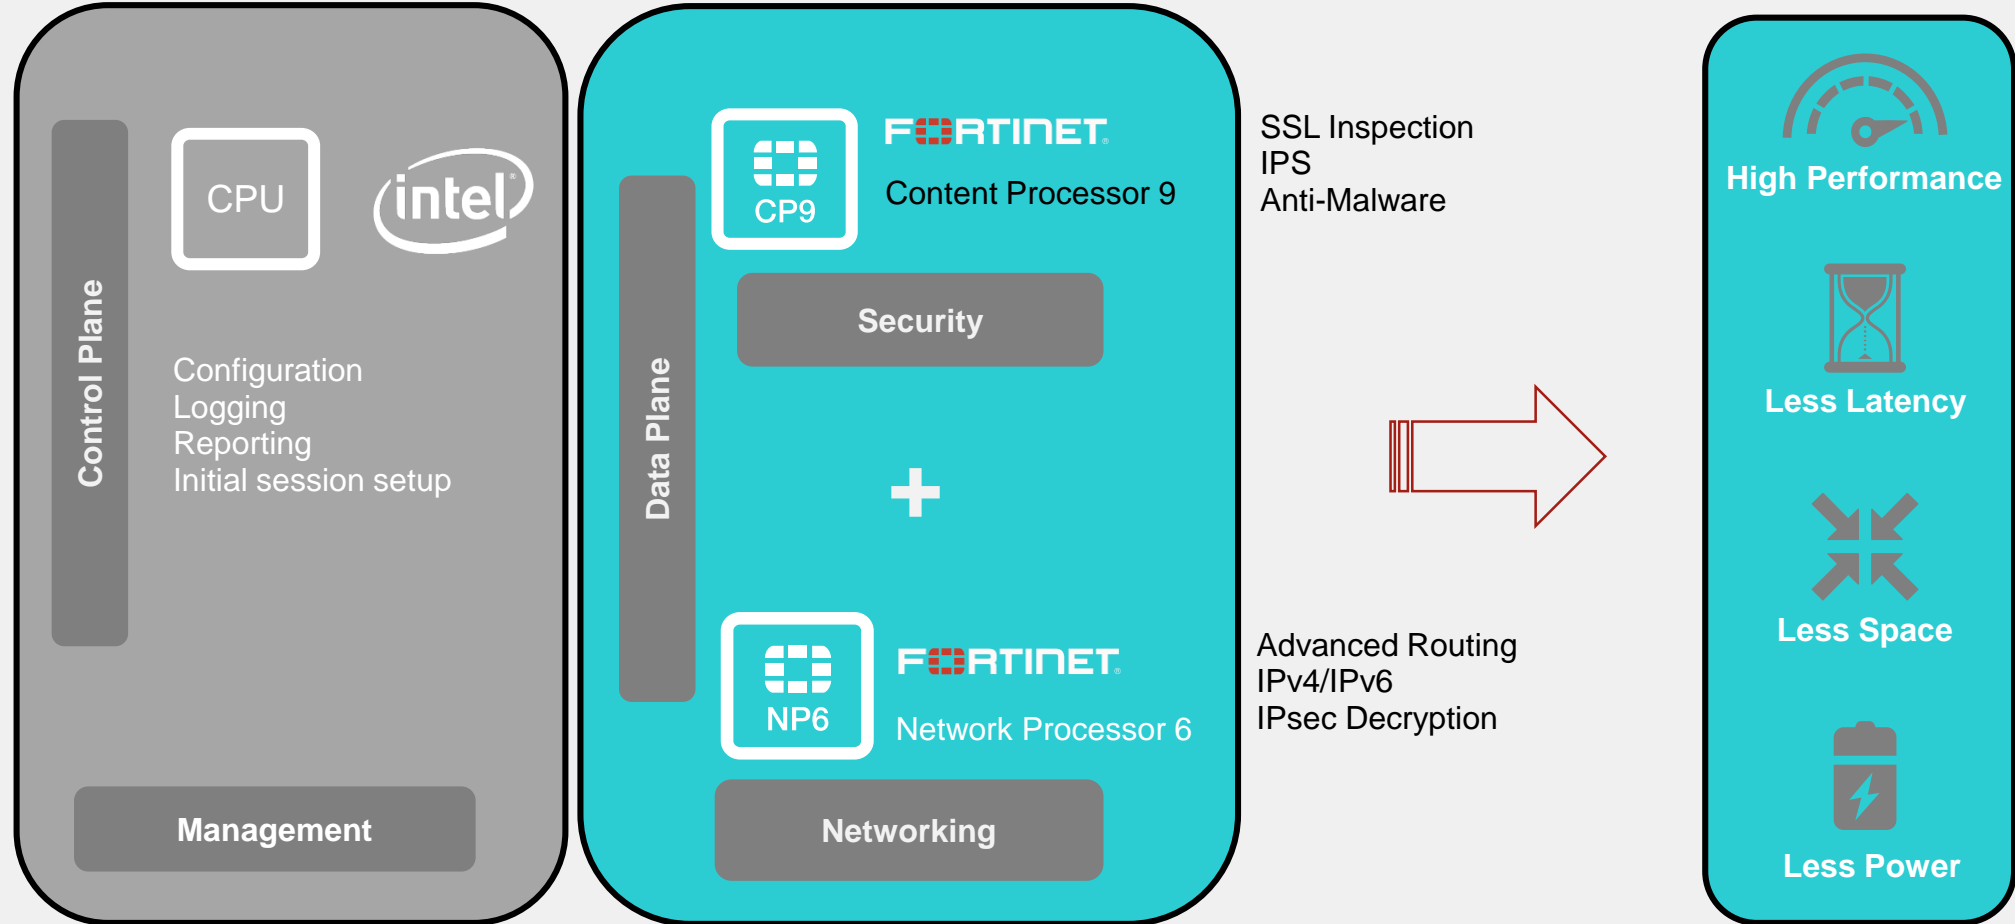 Control Plane
CPU
intel®
Configuration
Logging
Reporting
Initial session setup
Management
Data Plane
CP9
FORTINET®
Content Processor 9
Security
+
NP6
FORTINET®
Network Processor 6
Networking
SSL Inspection
IPS
Anti-Malware
Advanced Routing
IPv4/IPv6
IPsec Decryption
High Performance
Less Latency
Less Space
Less Power